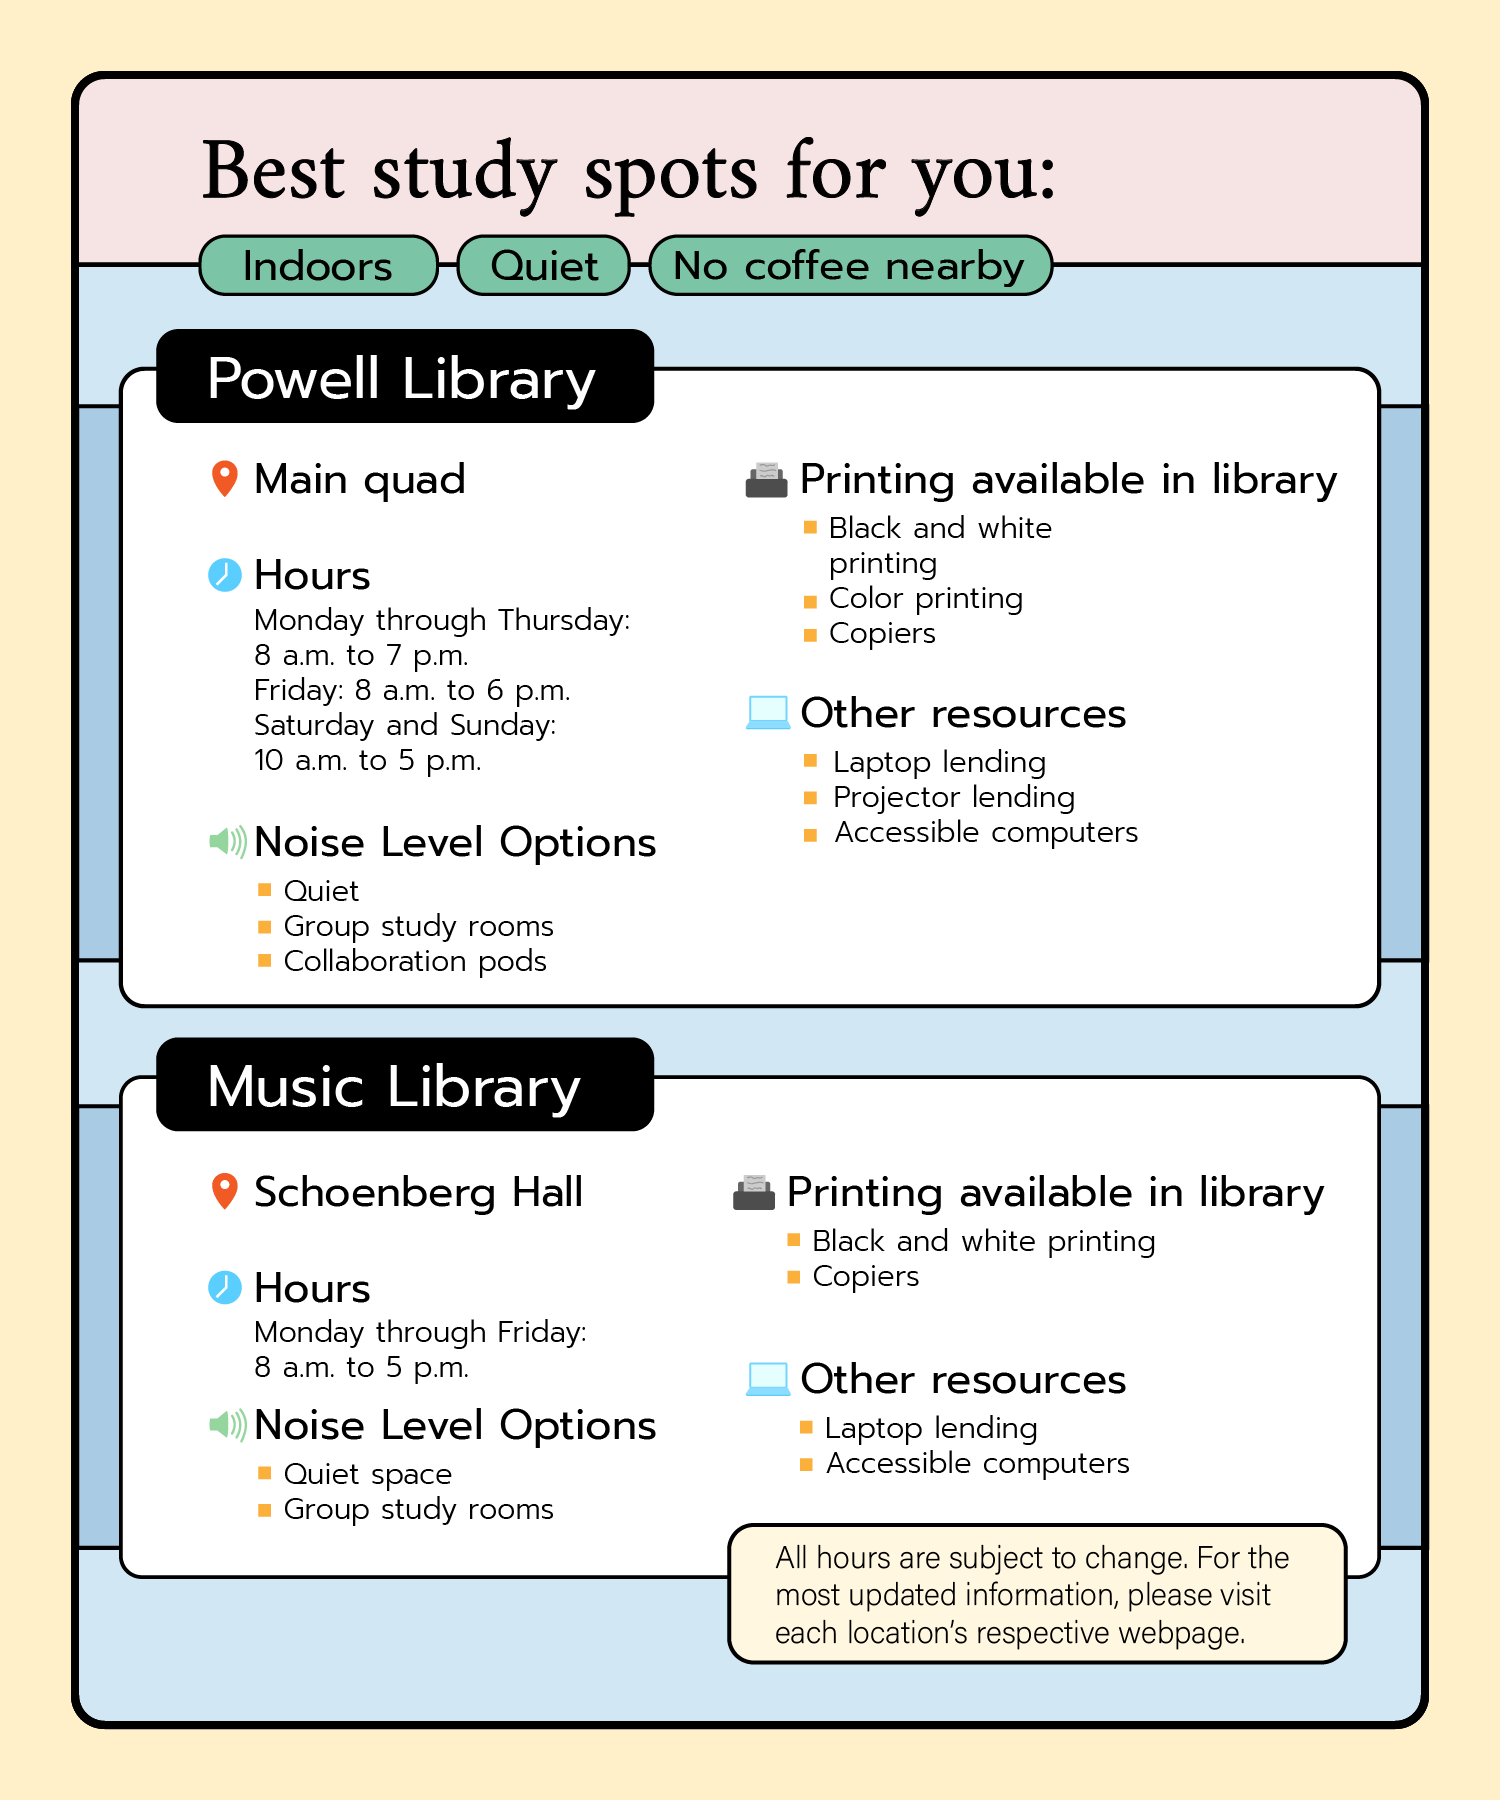 Best study spots for you:
Indoors
Quiet
No coffee nearby
Powell Library
Main quad
Hours
Monday through Thursday:
8 a.m. to 7 p.m.
Friday: 8 a.m. to 6 p.m.
Saturday and Sunday:
10 a.m. to 5 p.m.
Noise Level Options
Quiet
Group study rooms
Collaboration pods
Printing available in library
Black and white
printing
Color printing
Copiers
Other resources
Laptop lending
Projector lending
Accessible computers
Music Library
Schoenberg Hall
Hours
Monday through Friday:
8 a.m. to 5 p.m.
Noise Level Options
Quiet space
Group study rooms
Printing available in library
Black and white printing
Copiers
Other resources
Laptop lending
Accessible computers
All hours are subject to change. For the
most updated information, please visit
each location's respective webpage.